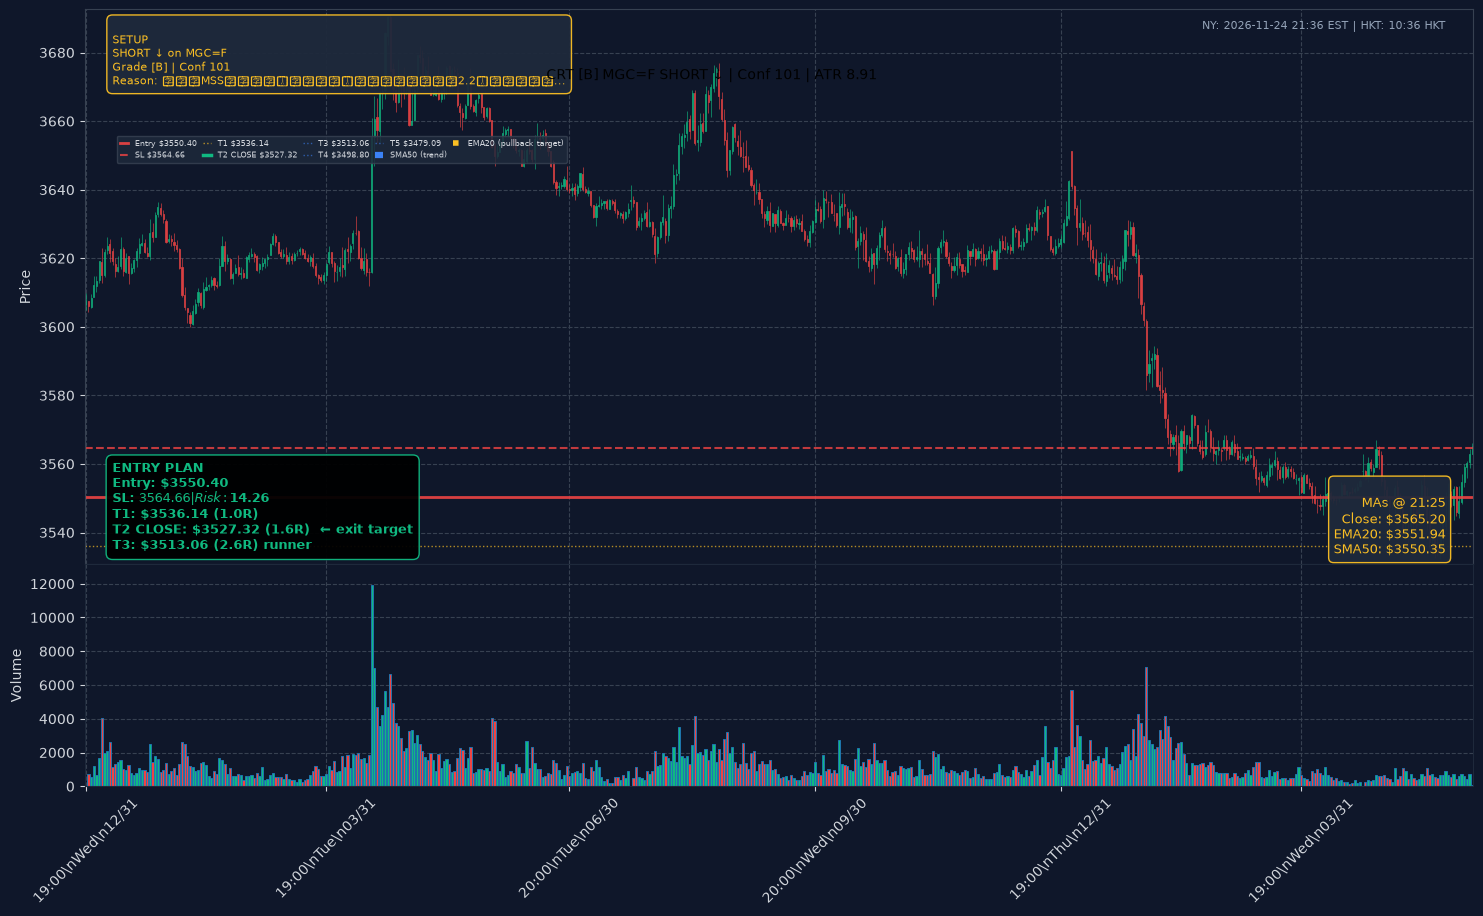 NY: 2026-11-24 21:36 EST | HKT: 10:36 HKT
SETUP
SHORT ↓ on MGC=F
Grade [B] | Conf 101
Reason: MSS 2.2 ...
CRT [B] MGC=F SHORT ↓ | Conf 101 | ATR 8.91
Entry $3550.40 T1 $3536.14 T3 $3513.06 T5 $3479.09 EMA20 (pullback target)
SL $3564.66 T2 CLOSE $3527.32 T4 $3498.80 SMA50 (trend)
Price
3680
3660
3640
3620
3600
3580
3560
3540
ENTRY PLAN
Entry: $3550.40
SL: 3564.66|Risk:14.26
T1: $3536.14 (1.0R)
T2 CLOSE: $3527.32 (1.6R) ← exit target
T3: $3513.06 (2.6R) runner
MAs @ 21:25
Close: $3565.20
EMA20: $3551.94
SMA50: $3550.35
Volume
12000
10000
8000
6000
4000
2000
0
19:00\nWed\n12/31
19:00\nTue\n03/31
20:00\nTue\n06/30
20:00\nWed\n09/30
19:00\nThu\n12/31
19:00\nWed\n03/31